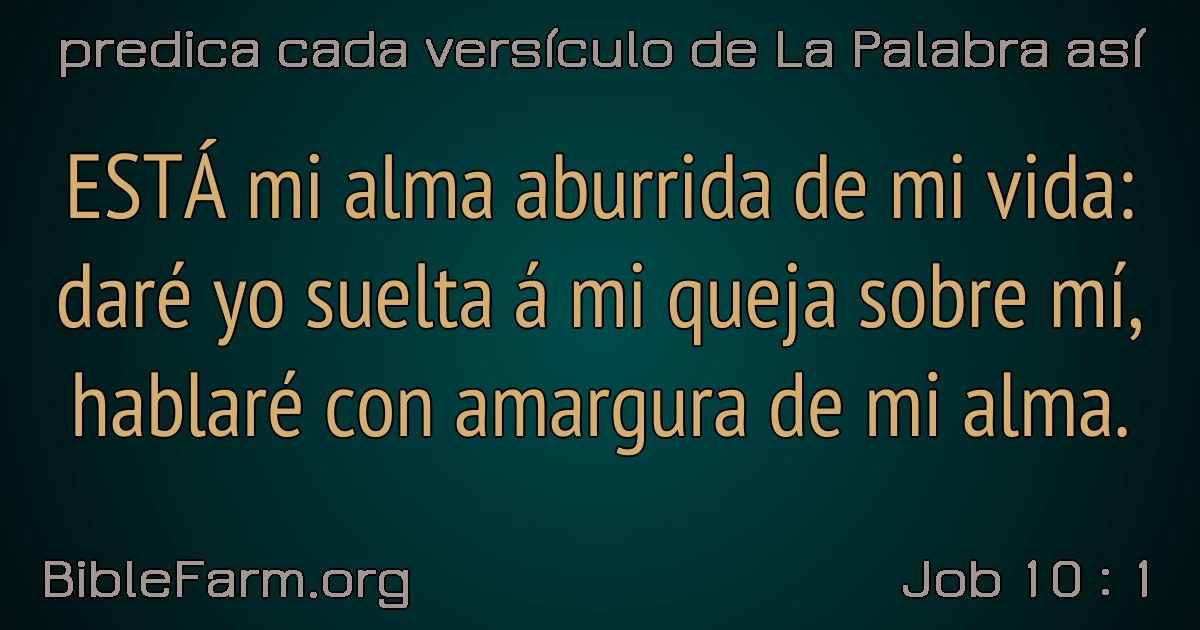 predica cada versículo de La Palabra así
ESTÁ mi alma aburrida de mi vida:
daré yo suelta á mi queja sobre mí,
hablaré con amargura de mi alma.
BibleFarm.org
Job 10 : 1